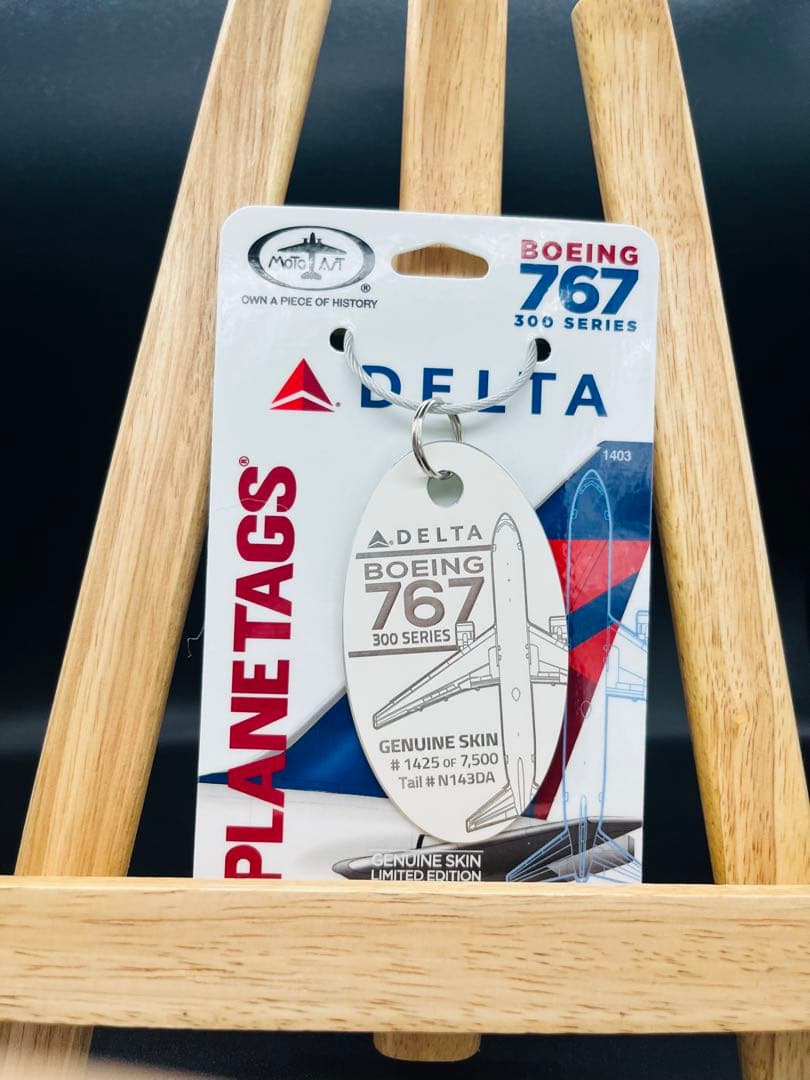 MOTOART
®
OWN A PIECE OF HISTORY
BOEING
767
300 SERIES
DELTA
PLANETAGS®
1403
DELTA
BOEING
767
300 SERIES
GENUINE SKIN
# 1425 OF 7,500
Tail # N143DA
GENUINE SKIN
LIMITED EDITION